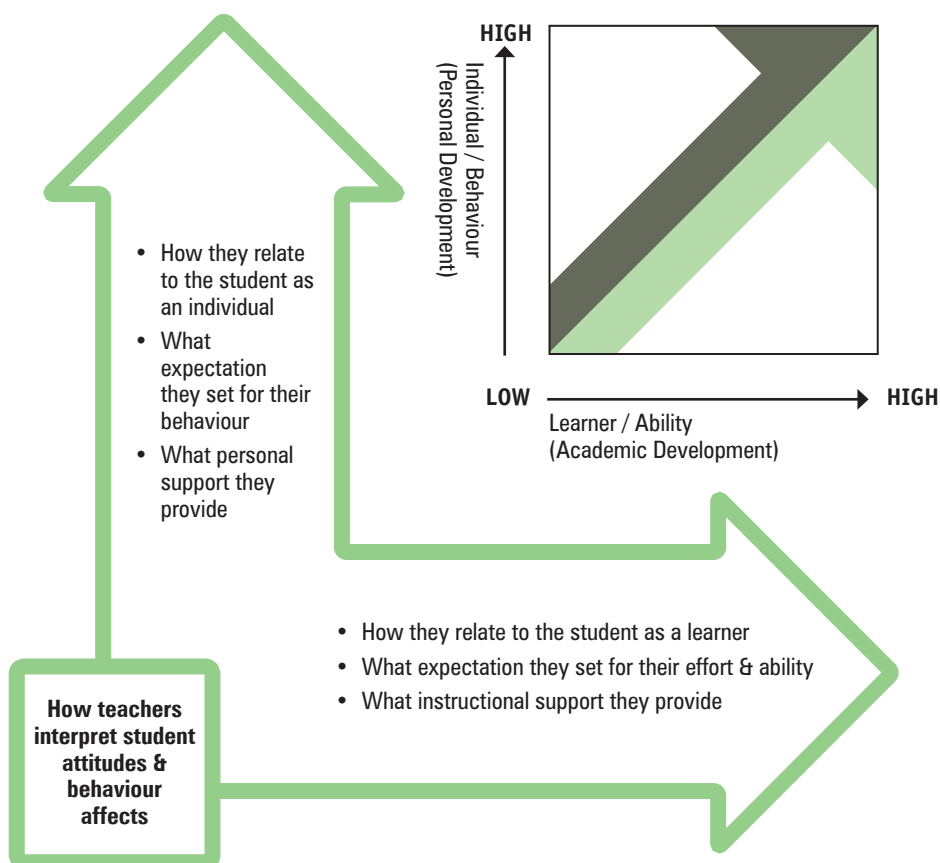 HIGH
Individual / Behaviour
(Personal Development)
LOW
HIGH
Learner / Ability
(Academic Development)
• How they relate
to the student as
an individual
• What
expectation
they set for their
behaviour
• What personal
support they
provide
• How they relate to the student as a learner
• What expectation they set for their effort & ability
• What instructional support they provide
How teachers
interpret student
attitudes &
behaviour
affects